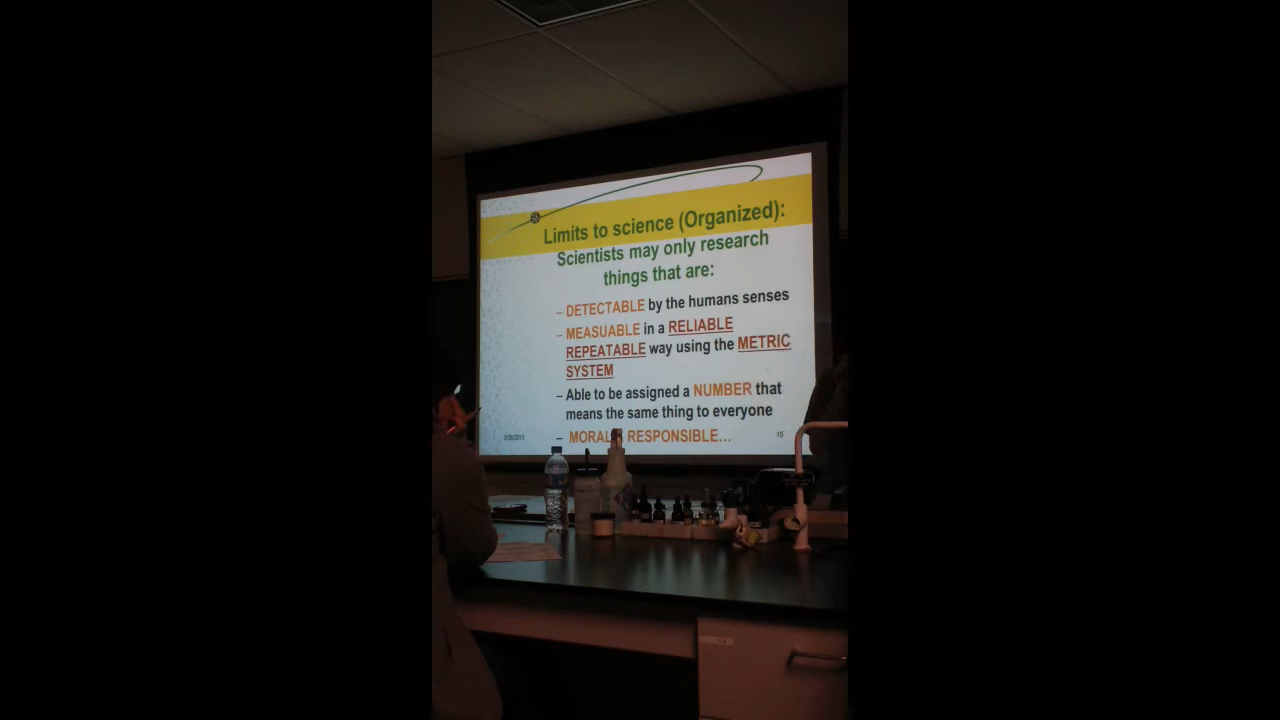 Limits to science (Organized):
Scientists may only research
things that are:
– DETECTABLE by the humans senses
– MEASUABLE in a RELIABLE
REPEATABLE way using the METRIC
SYSTEM
– Able to be assigned a NUMBER that
means the same thing to everyone
– RESPONSIBLE...
10